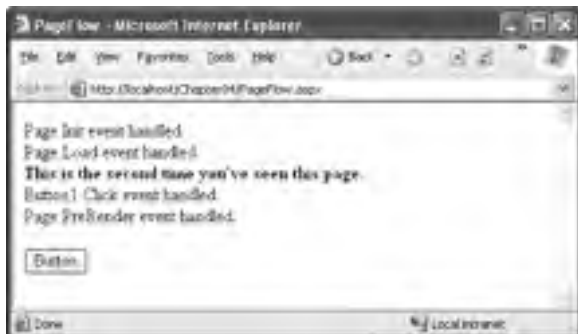 PageFlow - Microsoft Internet Explorer
File Edit View Favorites Tools Help Back
http://localhost/Chapter04/PageFlow.aspx
Page Init event handled.
Page Load event handled.
This is the second time you've seen this page.
Button1 Click event handled.
Page PreRender event handled.
Button
Done Local intranet